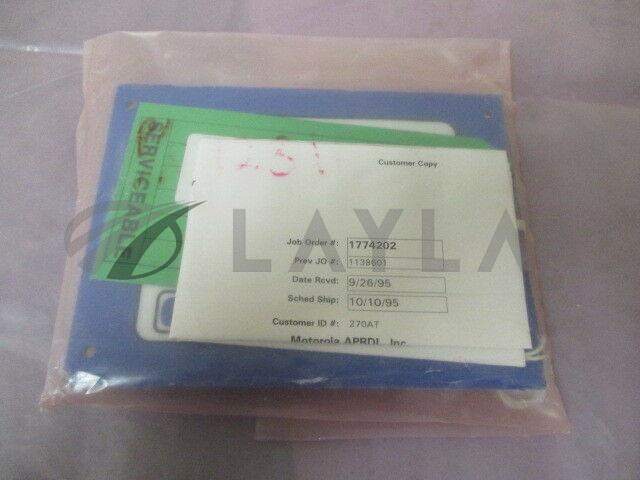 SERVICEABLE
Customer Copy
LAYLA
Job Order #: 1774202
Prev JO #: 1138601
Date Rcvd: 9/26/95
Sched Ship: 10/10/95
Customer ID #: 270AT
Motorola APRDL, Inc.